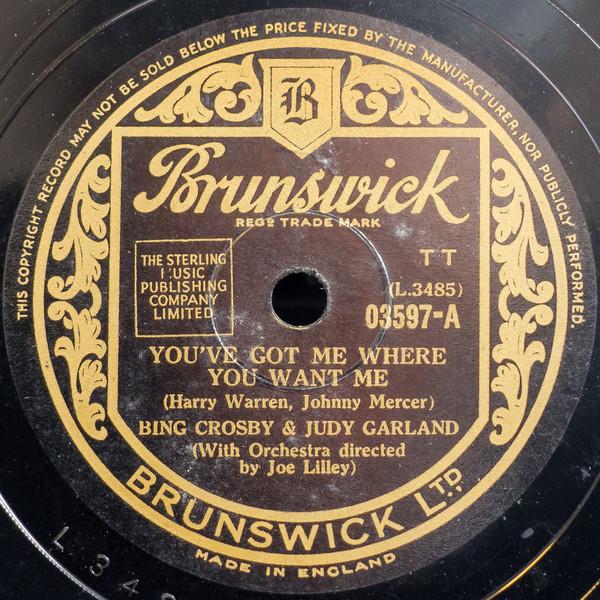 THIS COPYRIGHT RECORD MAY NOT BE SOLD BELOW THE PRICE FIXED BY THE MANUFACTURER, NOR PUBLICLY PERFORMED.
B
Brunswick
REGD TRADE MARK
THE STERLING
MUSIC
PUBLISHING
COMPANY
LIMITED
TT
(L.3485)
03597-A
YOU'VE GOT ME WHERE
YOU WANT ME
(Harry Warren, Johnny Mercer)
BING CROSBY & JUDY GARLAND
(With Orchestra directed
by Joe Lilley)
BRUNSWICK LTD.
MADE IN ENGLAND